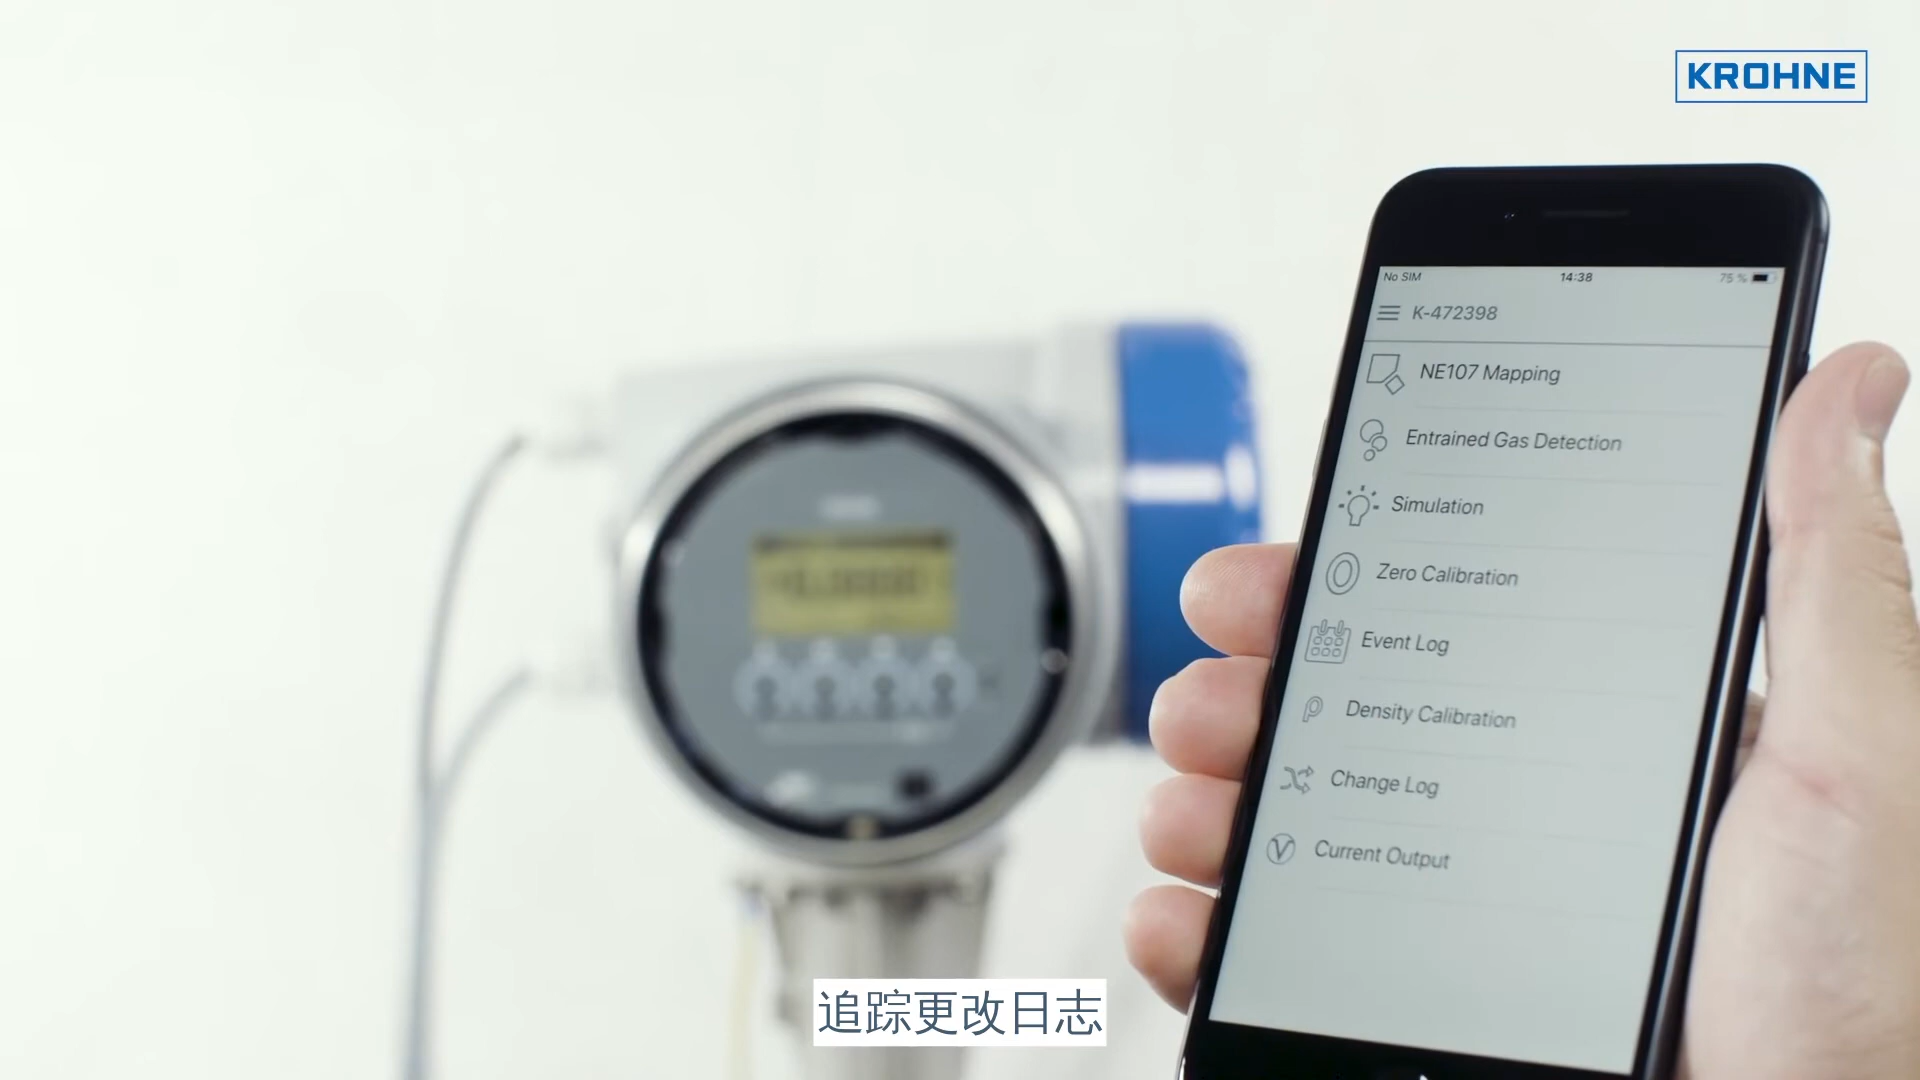 KROHNE
No SIM 14:38 75 %
K-472398
NE107 Mapping
Entrained Gas Detection
Simulation
Zero Calibration
Event Log
Density Calibration
Change Log
Current Output
追踪更改日志